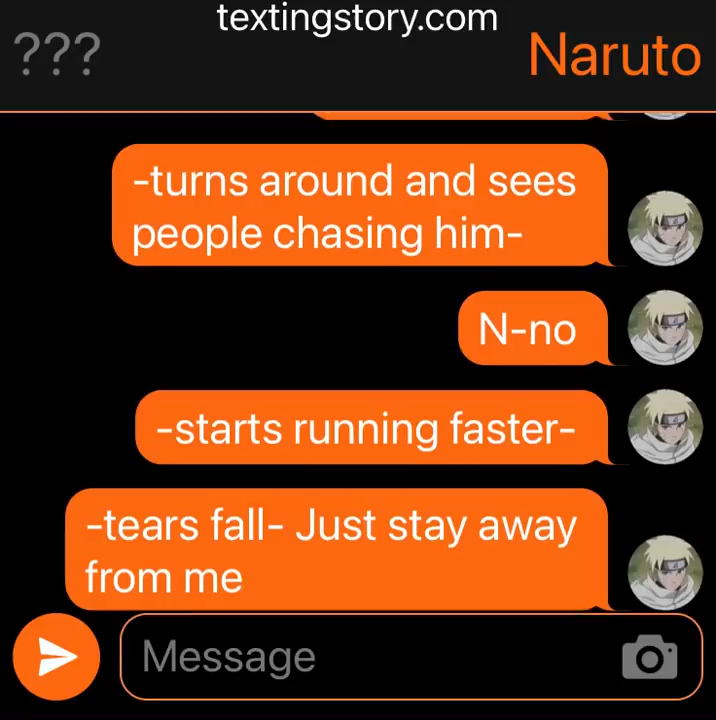 textingstory.com
???
Naruto
-turns around and sees
people chasing him-
N-no
-starts running faster-
-tears fall- Just stay away
from me
Message